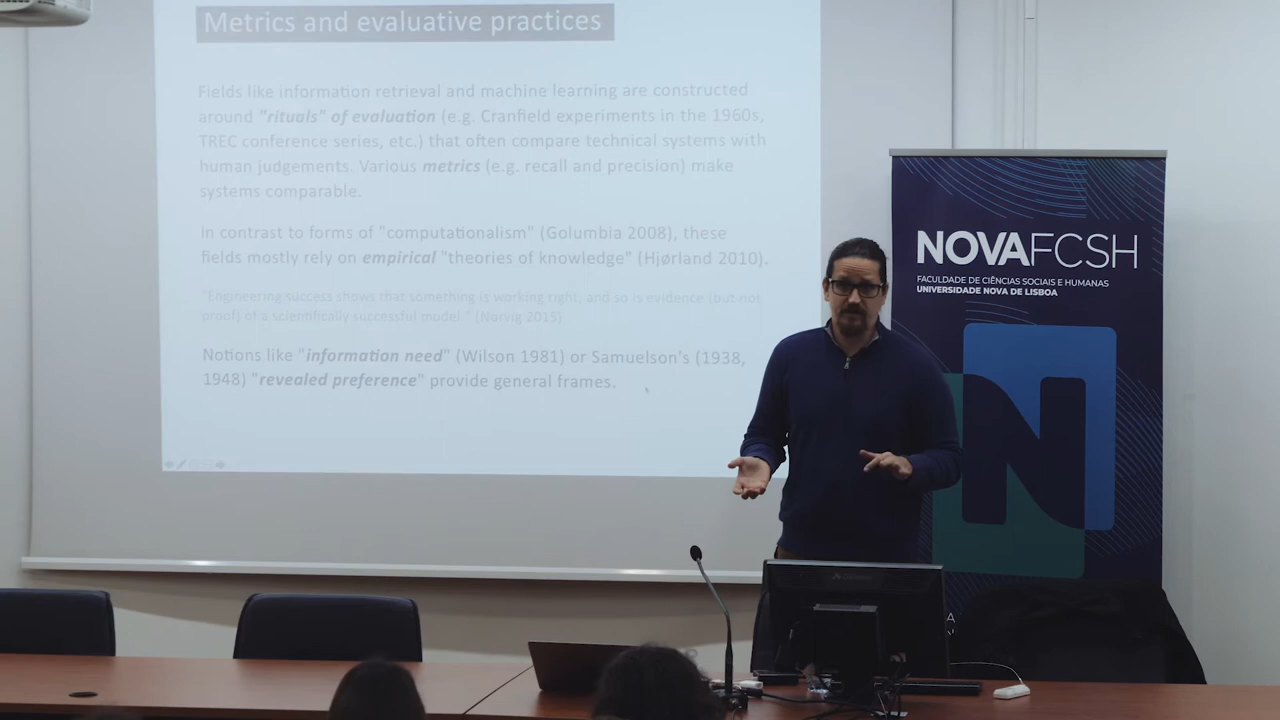 Metrics and evaluative practices
Fields like information retrieval and machine learning are constructed
around "rituals" of evaluation (e.g. Cranfield experiments in the 1960s,
TREC conference series, etc.) that often compare technical systems with
human judgements. Various metrics (e.g. recall and precision) make
systems comparable.
In contrast to forms of "computationalism" (Golumbia 2008), these
fields mostly rely on empirical "theories of knowledge" (Hjørland 2010).
"Engineering success shows that something is working right, and so is evidence (but not
proof) of a scientifically successful model." (Norvig 2015)
Notions like "information need" (Wilson 1981) or Samuelson's (1938,
1948) "revealed preference" provide general frames.
NOVAFCSH
FACULDADE DE CIÊNCIAS SOCIAIS E HUMANAS
UNIVERSIDADE NOVA DE LISBOA
N